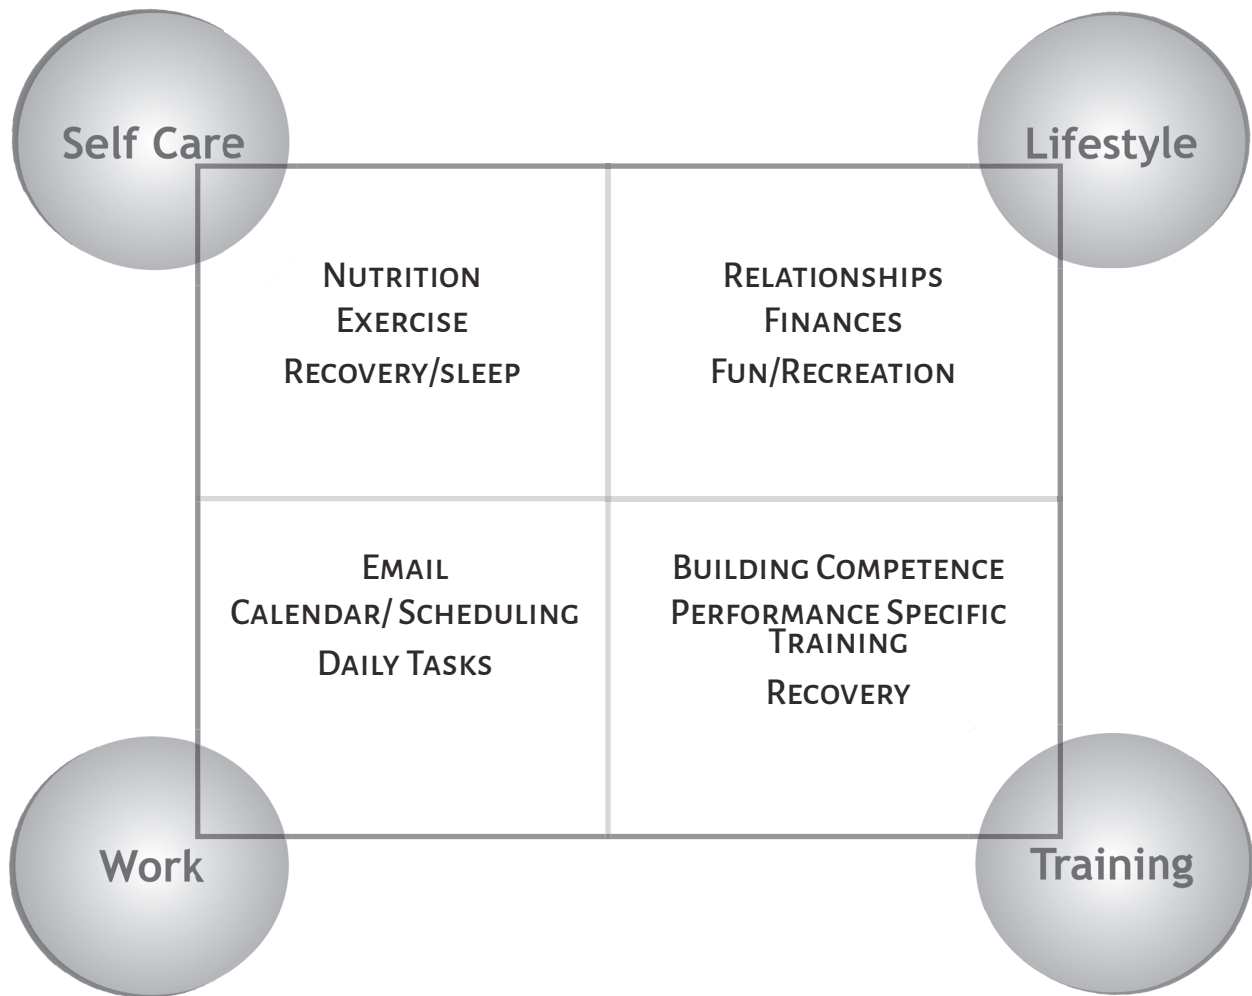 Self Care
Lifestyle
Nutrition
Exercise
Recovery/sleep
Relationships
Finances
Fun/Recreation
Email
Calendar/ Scheduling
Daily Tasks
Building Competence
Performance Specific
Training
Recovery
Work
Training